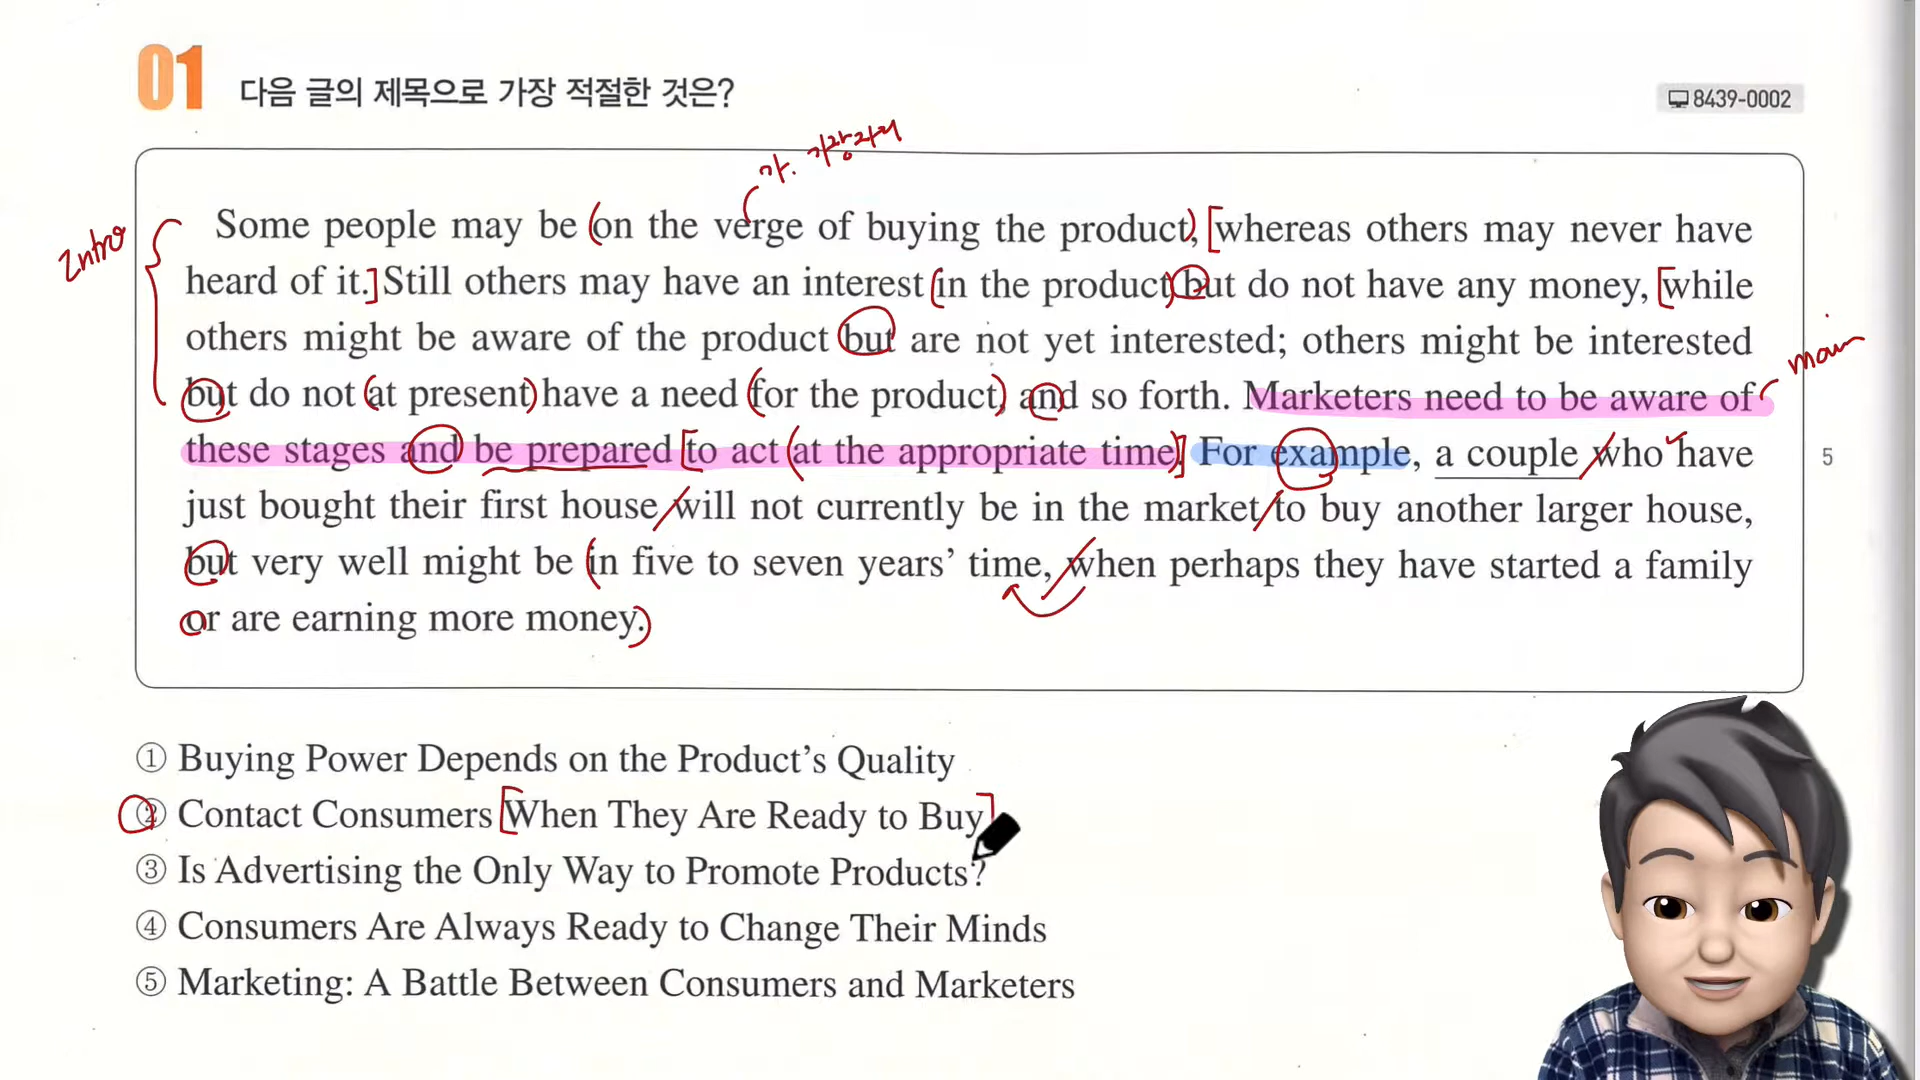 01 다음 글의 제목으로 가장 적절한 것은?
8439-0002
가. 가장자리
Intro
Some people may be (on the verge of buying the product), [whereas others may never have
heard of it.] Still others may have an interest (in the product) but do not have any money, [while
others might be aware of the product but are not yet interested; others might be interested
but do not (at present) have a need (for the product) and so forth. Marketers need to be aware of
main
these stages and be prepared [to act (at the appropriate time).] For example, a couple who have
5
just bought their first house will not currently be in the market to buy another larger house,
but very well might be (in five to seven years’ time, when perhaps they have started a family
or are earning more money.)
① Buying Power Depends on the Product’s Quality
② Contact Consumers [When They Are Ready to Buy]
③ Is Advertising the Only Way to Promote Products?
④ Consumers Are Always Ready to Change Their Minds
⑤ Marketing: A Battle Between Consumers and Marketers